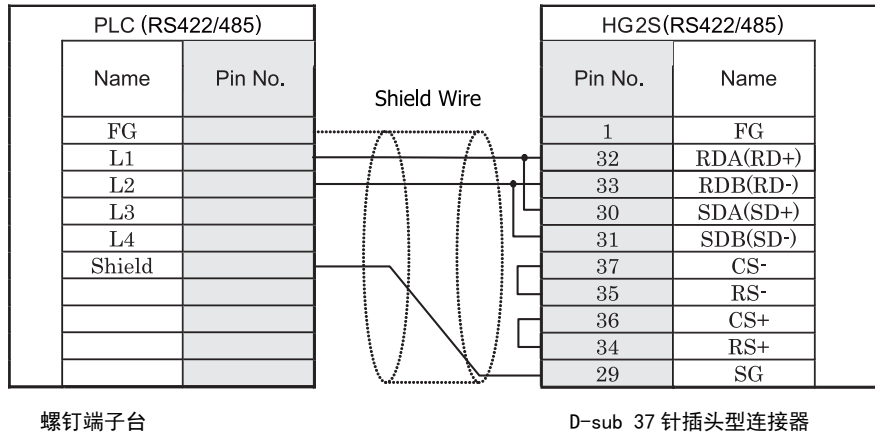 PLC (RS422/485) HG2S(RS422/485)
Name Pin No. Pin No. Name
Shield Wire
FG 1 FG
L1 32 RDA(RD+)
L2 33 RDB(RD-)
L3 30 SDA(SD+)
L4 31 SDB(SD-)
Shield 37 CS-
35 RS-
36 CS+
34 RS+
29 SG
螺钉端子台 D-sub 37 针插头型连接器